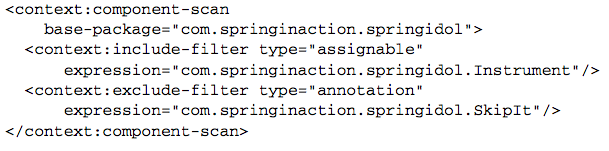 <context:component-scan
    base-package="com.springinaction.springidol">
  <context:include-filter type="assignable"
      expression="com.springinaction.springidol.Instrument"/>
  <context:exclude-filter type="annotation"
      expression="com.springinaction.springidol.SkipIt"/>
</context:component-scan>